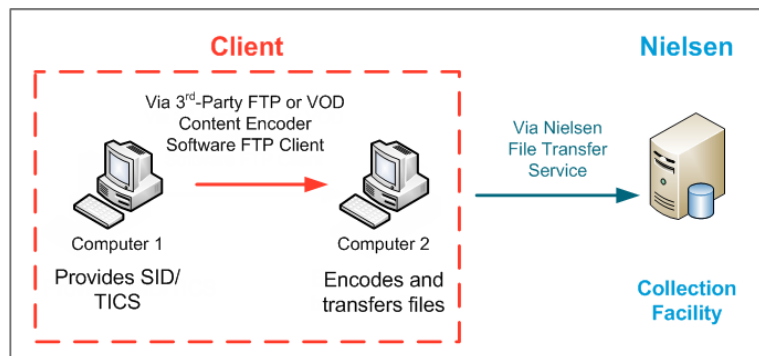 Client
Nielsen
Via 3rd-Party FTP or VOD
Content Encoder
Software FTP Client
Via Nielsen
File Transfer
Service
Computer 1
Computer 2
Provides SID/
TICS
Encodes and
transfers files
Collection
Facility